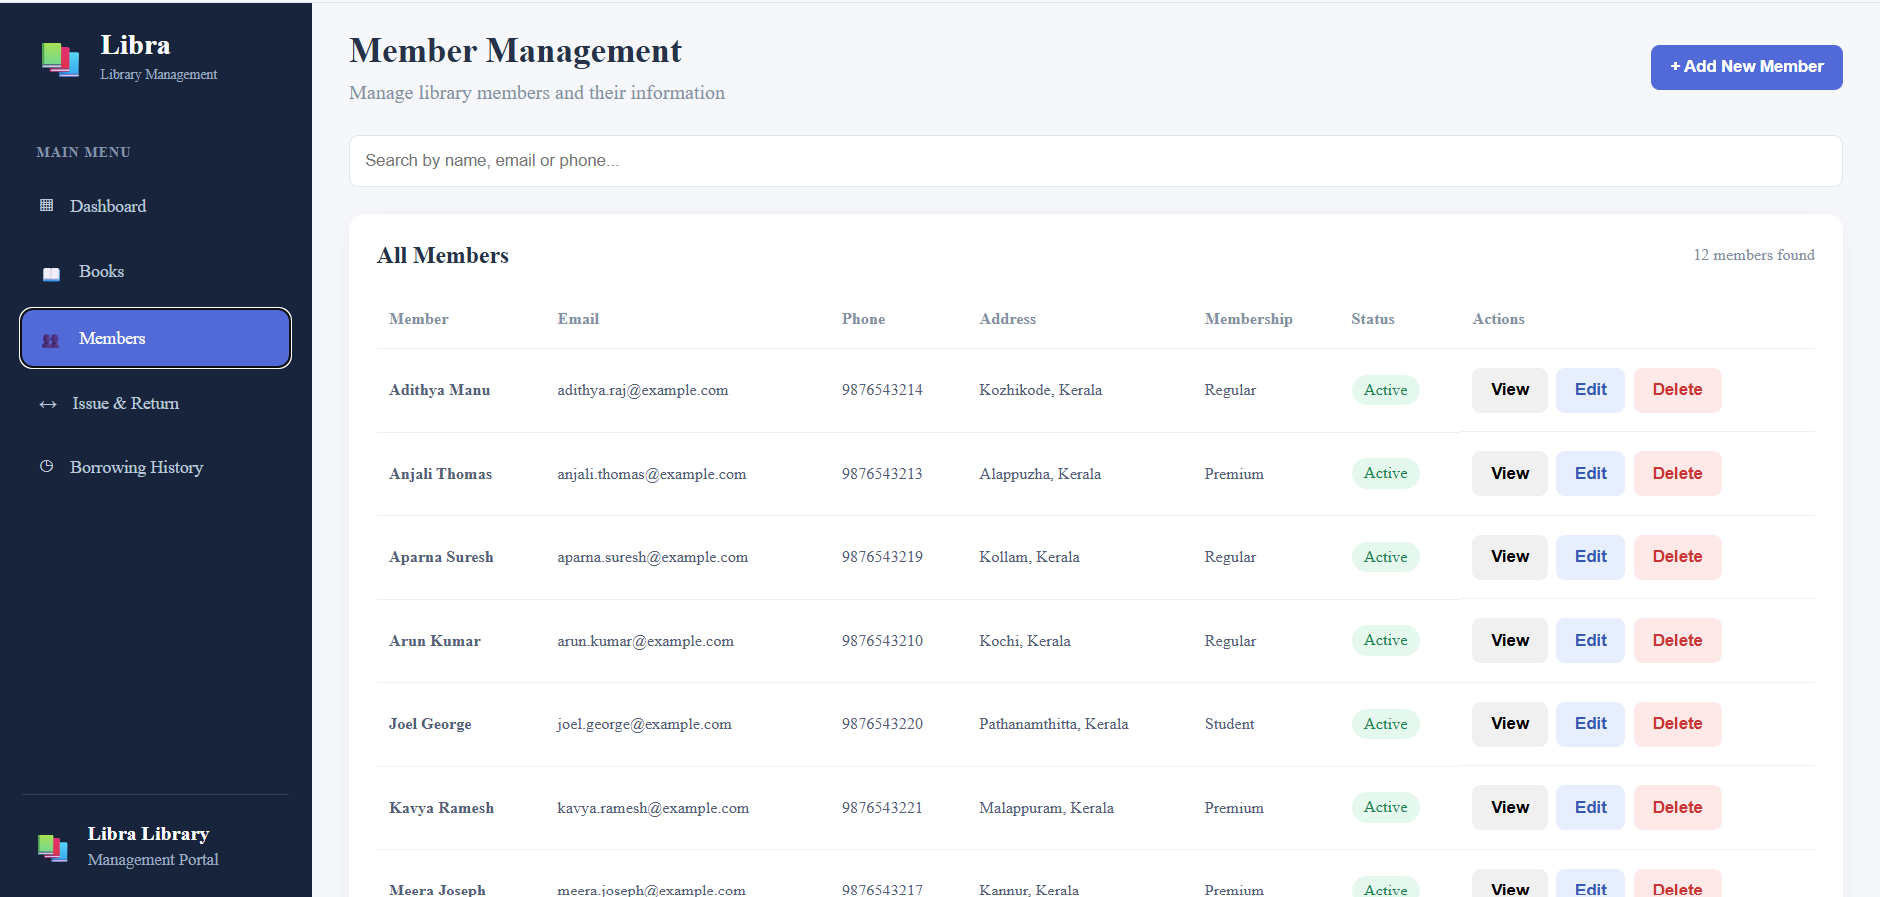 Libra
Library Management
MAIN MENU
Dashboard
Books
Members
Issue & Return
Borrowing History
Libra Library
Management Portal
Member Management
Manage library members and their information
+ Add New Member
Search by name, email or phone...
All Members
12 members found
Member Email Phone Address Membership Status Actions
Adithya Manu adithya.raj@example.com 9876543214 Kozhikode, Kerala Regular Active View Edit Delete
Anjali Thomas anjali.thomas@example.com 9876543213 Alappuzha, Kerala Premium Active View Edit Delete
Aparna Suresh aparna.suresh@example.com 9876543219 Kollam, Kerala Regular Active View Edit Delete
Arun Kumar arun.kumar@example.com 9876543210 Kochi, Kerala Regular Active View Edit Delete
Joel George joel.george@example.com 9876543220 Pathanamthitta, Kerala Student Active View Edit Delete
Kavya Ramesh kavya.ramesh@example.com 9876543221 Malappuram, Kerala Premium Active View Edit Delete
Meera Joseph meera.joseph@example.com 9876543217 Kannur, Kerala Premium Active View Edit Delete